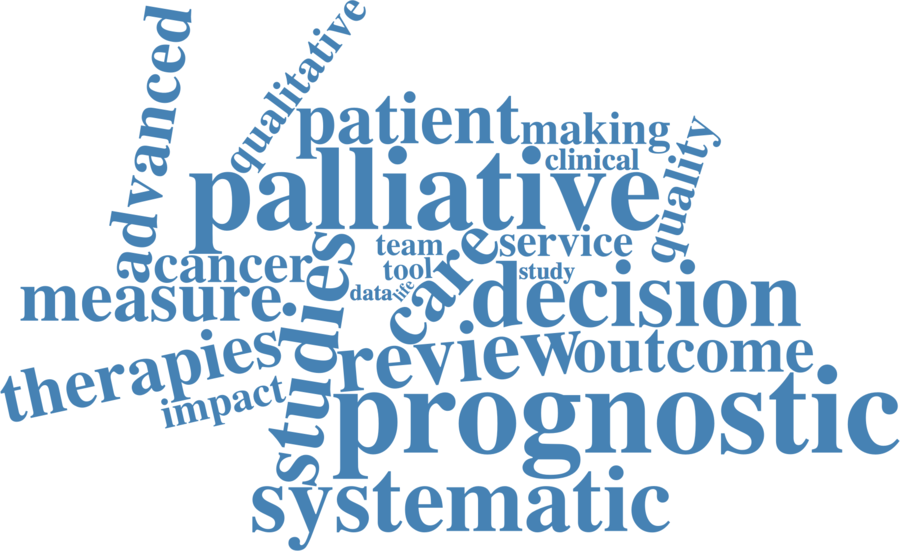 advanced
qualitative
patient
making
clinical
quality
palliative
team
service
care
cancer
tool
study
data
life
measure
studies
decision
therapies
review
outcome
impact
prognostic
systematic